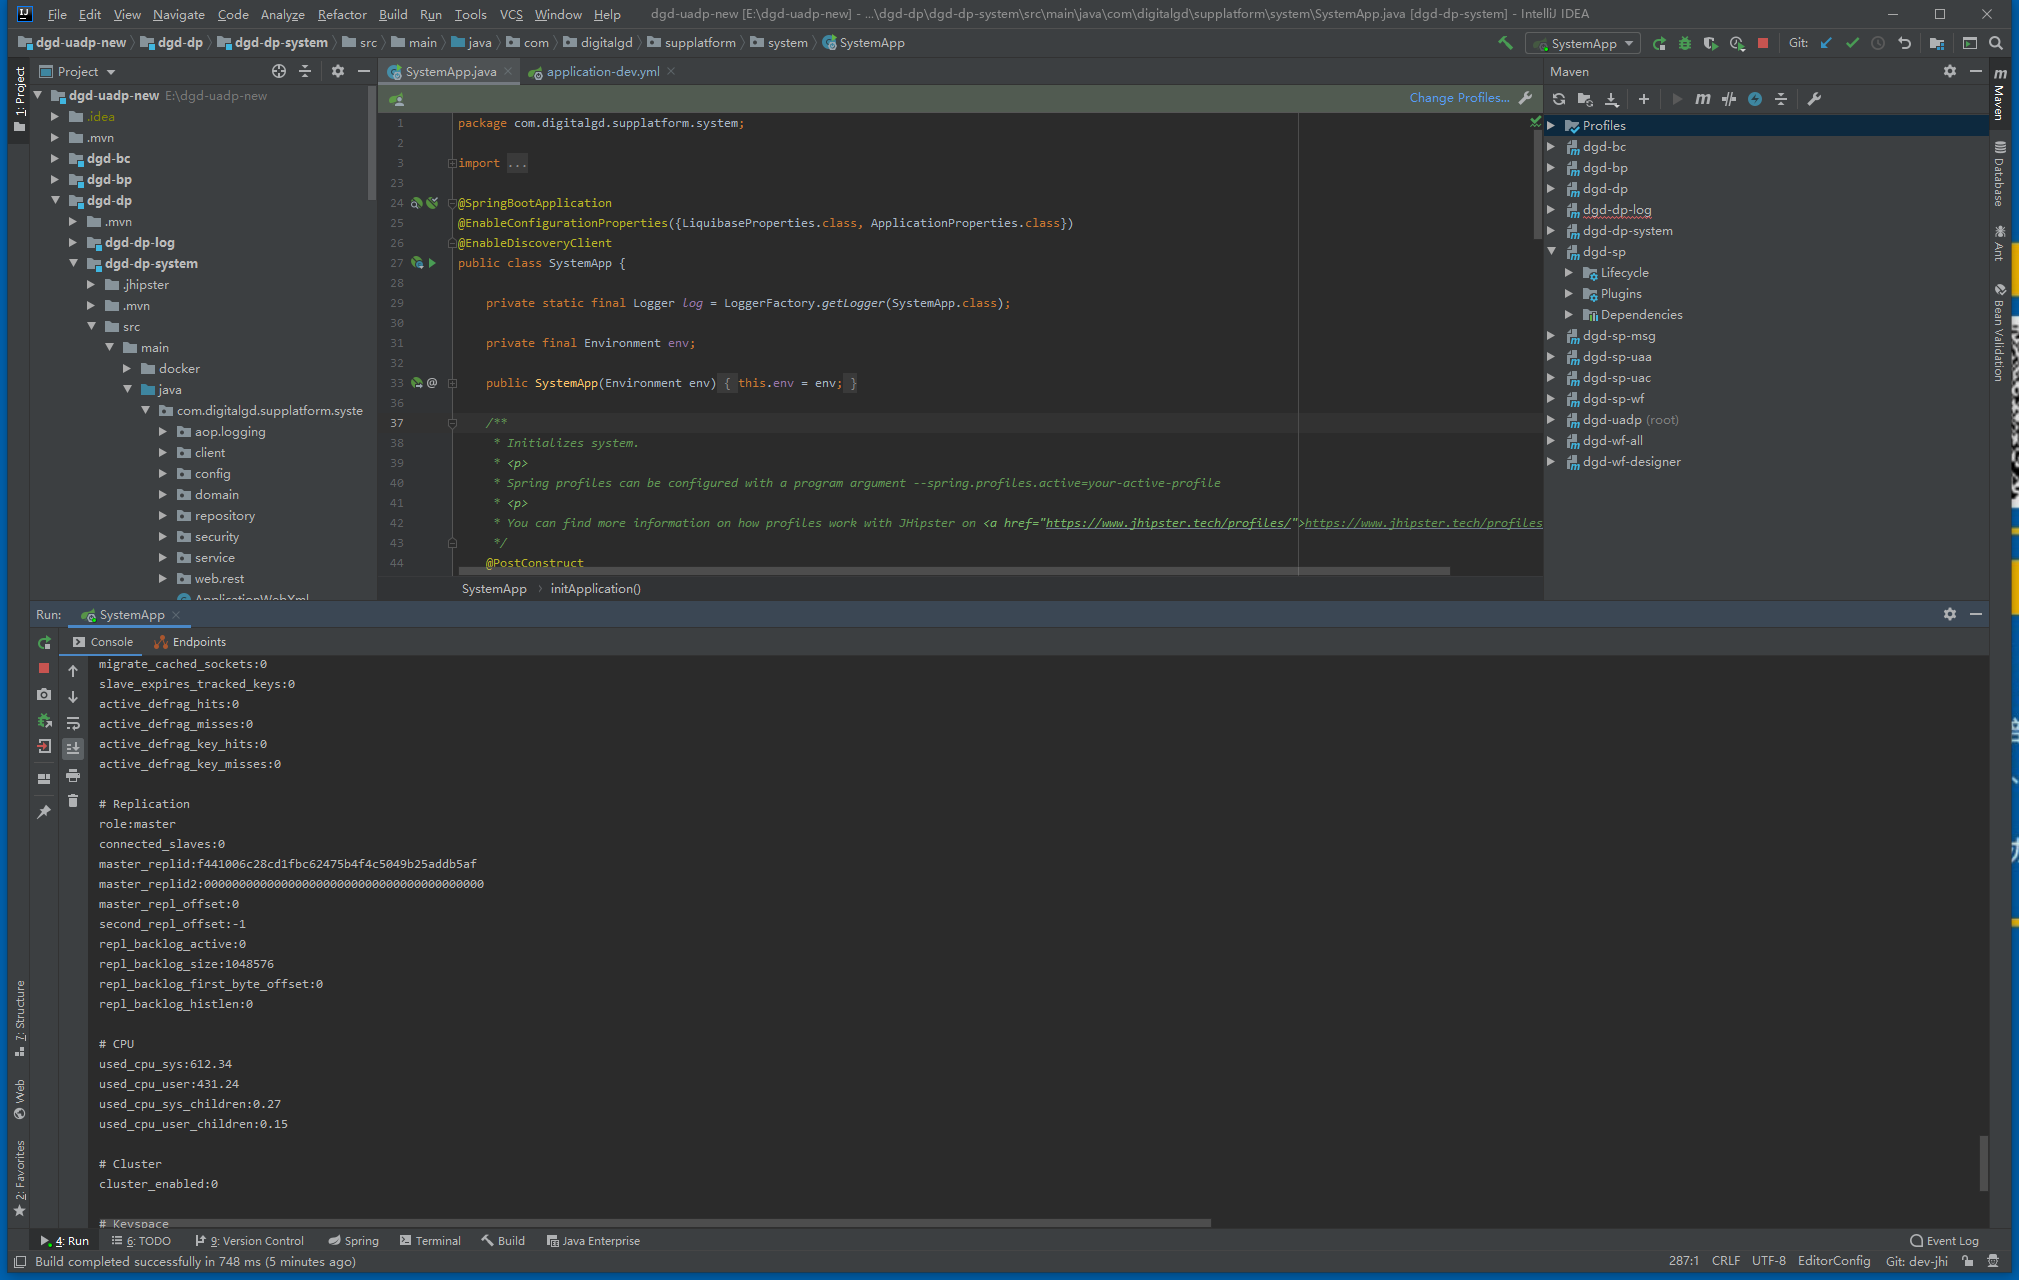 File Edit View Navigate Code Analyze Refactor Build Run Tools VCS Window Help dgd-uadp-new [E:\dgd-uadp-new] - ...\dgd-dp\dgd-dp-system\src\main\java\com\digitalgd\supplatform\system\SystemApp.java [dgd-dp-system] - IntelliJ IDEA
dgd-uadp-new dgd-dp dgd-dp-system src main java com digitalgd supplatform system SystemApp SystemApp Git:
1: Project
Project
dgd-uadp-new E:\dgd-uadp-new
.idea
.mvn
dgd-bc
dgd-bp
dgd-dp
.mvn
dgd-dp-log
dgd-dp-system
.jhipster
.mvn
src
main
docker
java
com.digitalgd.supplatform.syste
aop.logging
client
config
domain
repository
security
service
web.rest
ApplicationWebXml
SystemApp.java application-dev.yml
Change Profiles...
1 package com.digitalgd.supplatform.system;
2
3 import ...
23
24 @SpringBootApplication
25 @EnableConfigurationProperties({LiquibaseProperties.class, ApplicationProperties.class})
26 @EnableDiscoveryClient
27 public class SystemApp {
28
29 private static final Logger log = LoggerFactory.getLogger(SystemApp.class);
30
31 private final Environment env;
32
33 public SystemApp(Environment env) { this.env = env; }
36
37 /**
38 * Initializes system.
39 * <p>
40 * Spring profiles can be configured with a program argument --spring.profiles.active=your-active-profile
41 * <p>
42 * You can find more information on how profiles work with JHipster on <a href="https://www.jhipster.tech/profiles/">https://www.jhipster.tech/profiles
43 */
44 @PostConstruct
SystemApp initApplication()
Maven
Profiles
dgd-bc
dgd-bp
dgd-dp
dgd-dp-log
dgd-dp-system
dgd-sp
Lifecycle
Plugins
Dependencies
dgd-sp-msg
dgd-sp-uaa
dgd-sp-uac
dgd-sp-wf
dgd-uadp (root)
dgd-wf-all
dgd-wf-designer
Maven
Database
Ant
Bean Validation
Run: SystemApp
Console Endpoints
migrate_cached_sockets:0
slave_expires_tracked_keys:0
active_defrag_hits:0
active_defrag_misses:0
active_defrag_key_hits:0
active_defrag_key_misses:0
# Replication
role:master
connected_slaves:0
master_replid:f441006c28cd1fbc62475b4f4c5049b25addb5af
master_replid2:0000000000000000000000000000000000000000
master_repl_offset:0
second_repl_offset:-1
repl_backlog_active:0
repl_backlog_size:1048576
repl_backlog_first_byte_offset:0
repl_backlog_histlen:0
# CPU
used_cpu_sys:612.34
used_cpu_user:431.24
used_cpu_sys_children:0.27
used_cpu_user_children:0.15
# Cluster
cluster_enabled:0
# Keyspace
7: Structure
Web
2: Favorites
4: Run 6: TODO 9: Version Control Spring Terminal Build Java Enterprise Event Log
Build completed successfully in 748 ms (5 minutes ago) 287:1 CRLF UTF-8 EditorConfig Git: dev-jhi